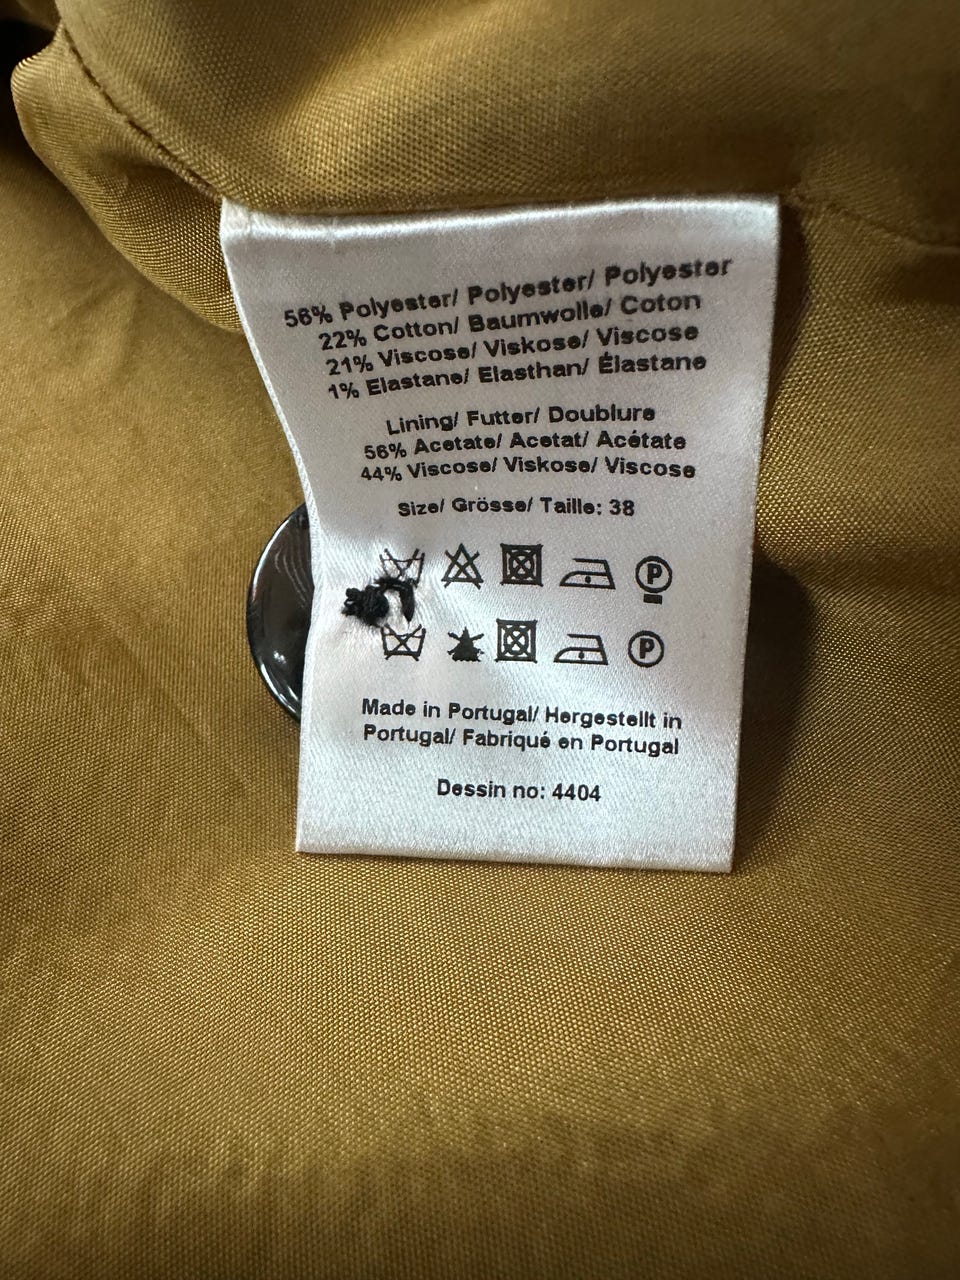 56% Polyester/ Polyester/ Polyester
22% Cotton/ Baumwolle/ Coton
21% Viscose/ Viskose/ Viscose
1% Elastane/ Elasthan/ Élastane
Lining/ Futter/ Doublure
56% Acetate/ Acetat/ Acétate
44% Viscose/ Viskose/ Viscose
Size/ Grösse/ Taille: 38
P
P
Made in Portugal/ Hergestellt in
Portugal/ Fabriqué en Portugal
Dessin no: 4404